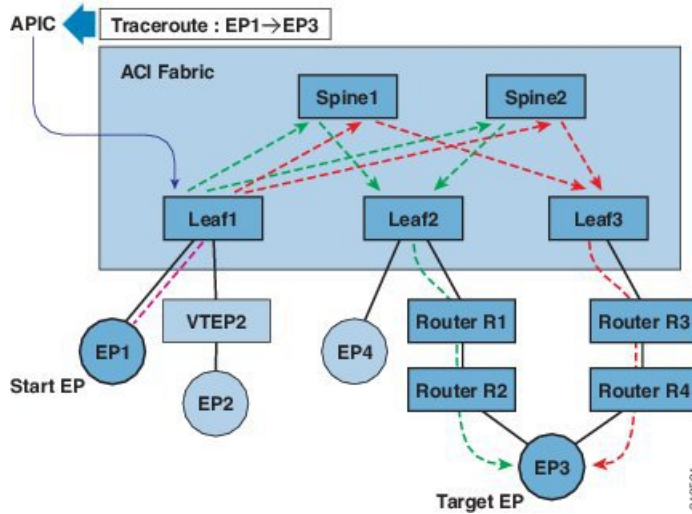 APIC
Traceroute : EP1→EP3
ACI Fabric
Spine1
Spine2
Leaf1
Leaf2
Leaf3
VTEP2
Router R1
Router R3
EP1
EP4
Start EP
EP2
Router R2
Router R4
EP3
Target EP